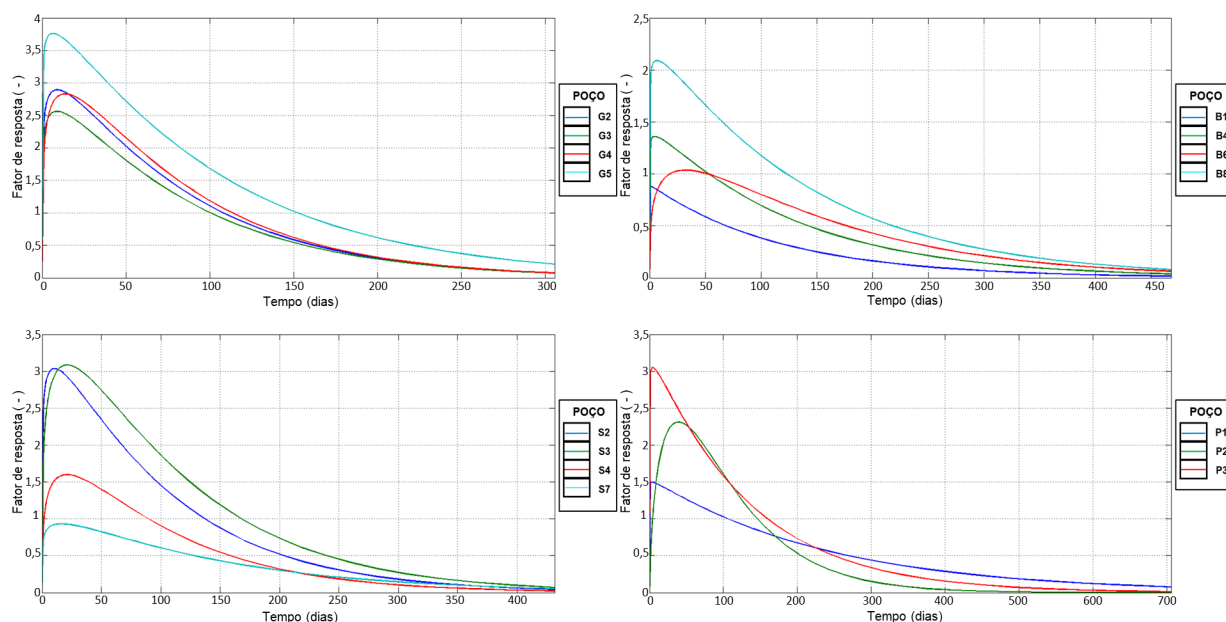 Fator de resposta ( - )
4
3,5
3
2,5
2
1,5
1
0,5
0
0 50 100 150 200 250 300
Tempo (dias)
POÇO
G2
G3
G4
G5
Fator de resposta ( - )
2,5
2
1,5
1
0,5
0
0 50 100 150 200 250 300 350 400 450
Tempo (dias)
POÇO
B1
B4
B6
B8
Fator de resposta ( - )
3,5
3
2,5
2
1,5
1
0,5
0
0 50 100 150 200 250 300 350 400
Tempo (dias)
POÇO
S2
S3
S4
S7
Fator de resposta ( - )
3,5
3
2,5
2
1,5
1
0,5
0
0 100 200 300 400 500 600 700
Tempo (dias)
POÇO
P1
P2
P3